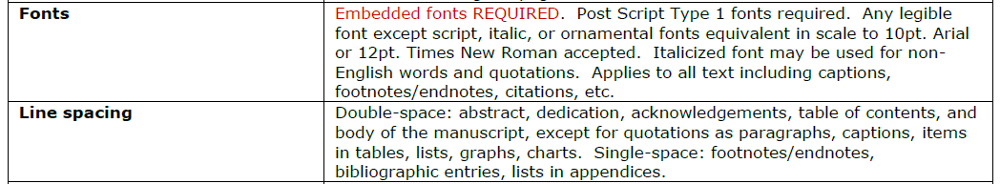 Fonts
Embedded fonts REQUIRED.  Post Script Type 1 fonts required.  Any legible
font except script, italic, or ornamental fonts equivalent in scale to 10pt. Arial
or 12pt. Times New Roman accepted.  Italicized font may be used for non-
English words and quotations.  Applies to all text including captions,
footnotes/endnotes, citations, etc.
Line spacing
Double-space: abstract, dedication, acknowledgements, table of contents, and
body of the manuscript, except for quotations as paragraphs, captions, items
in tables, lists, graphs, charts.  Single-space: footnotes/endnotes,
bibliographic entries, lists in appendices.